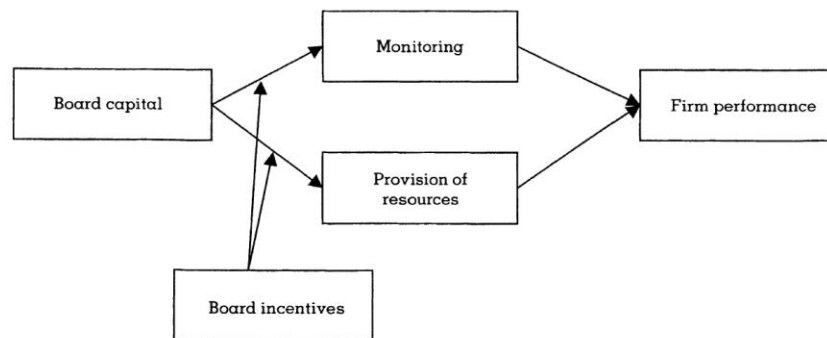 Monitoring
Board capital
Firm performance
Provision of
resources
Board incentives